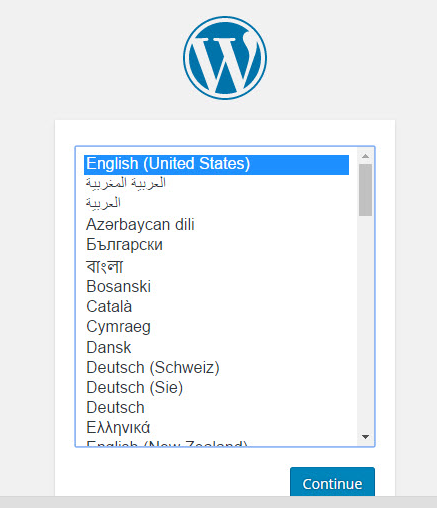 English (United States)
العربية المغربية
العربية
Azərbaycan dili
Български
বাংলা
Bosanski
Català
Cymraeg
Dansk
Deutsch (Schweiz)
Deutsch (Sie)
Deutsch
Ελληνικά
English (New Zealand)
Continue